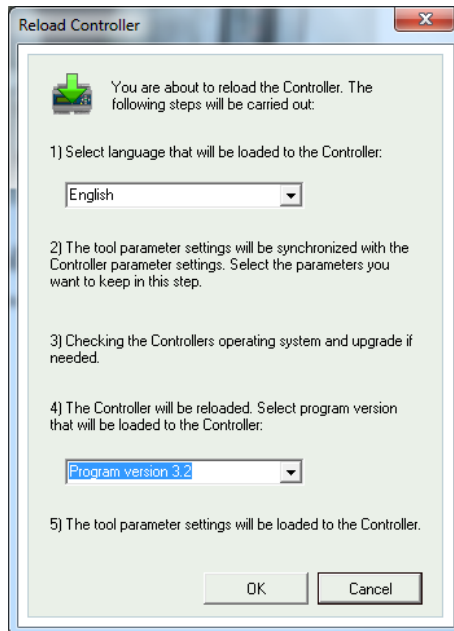 Reload Controller
You are about to reload the Controller. The
following steps will be carried out:
1) Select language that will be loaded to the Controller:
English
2) The tool parameter settings will be synchronized with the
Controller parameter settings. Select the parameters you
want to keep in this step.
3) Checking the Controllers operating system and upgrade if
needed.
4) The Controller will be reloaded. Select program version
that will be loaded to the Controller:
Program version 3.2
5) The tool parameter settings will be loaded to the Controller.
OK
Cancel